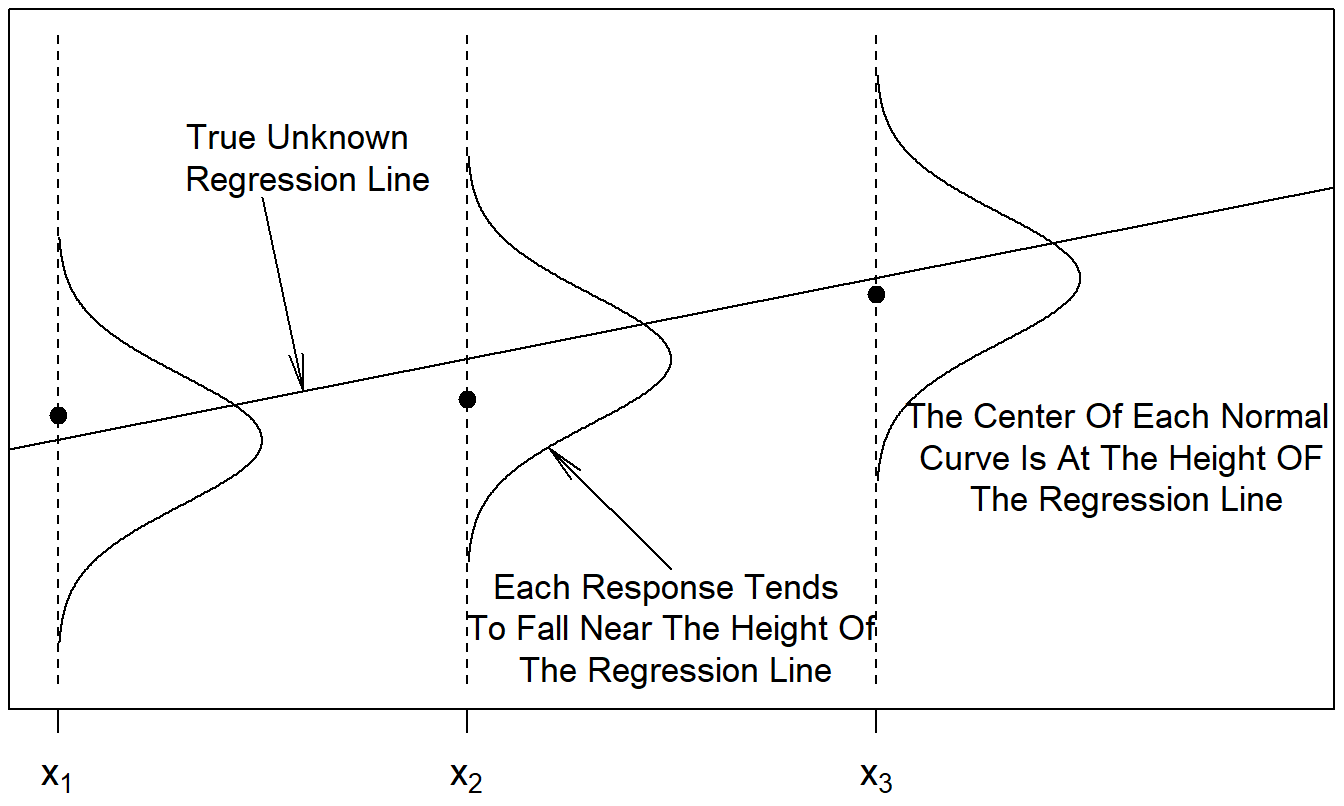 True Unknown
Regression Line
The Center Of Each Normal
Curve Is At The Height OF
The Regression Line
Each Response Tends
To Fall Near The Height Of
The Regression Line
x₁
x₂
x₃